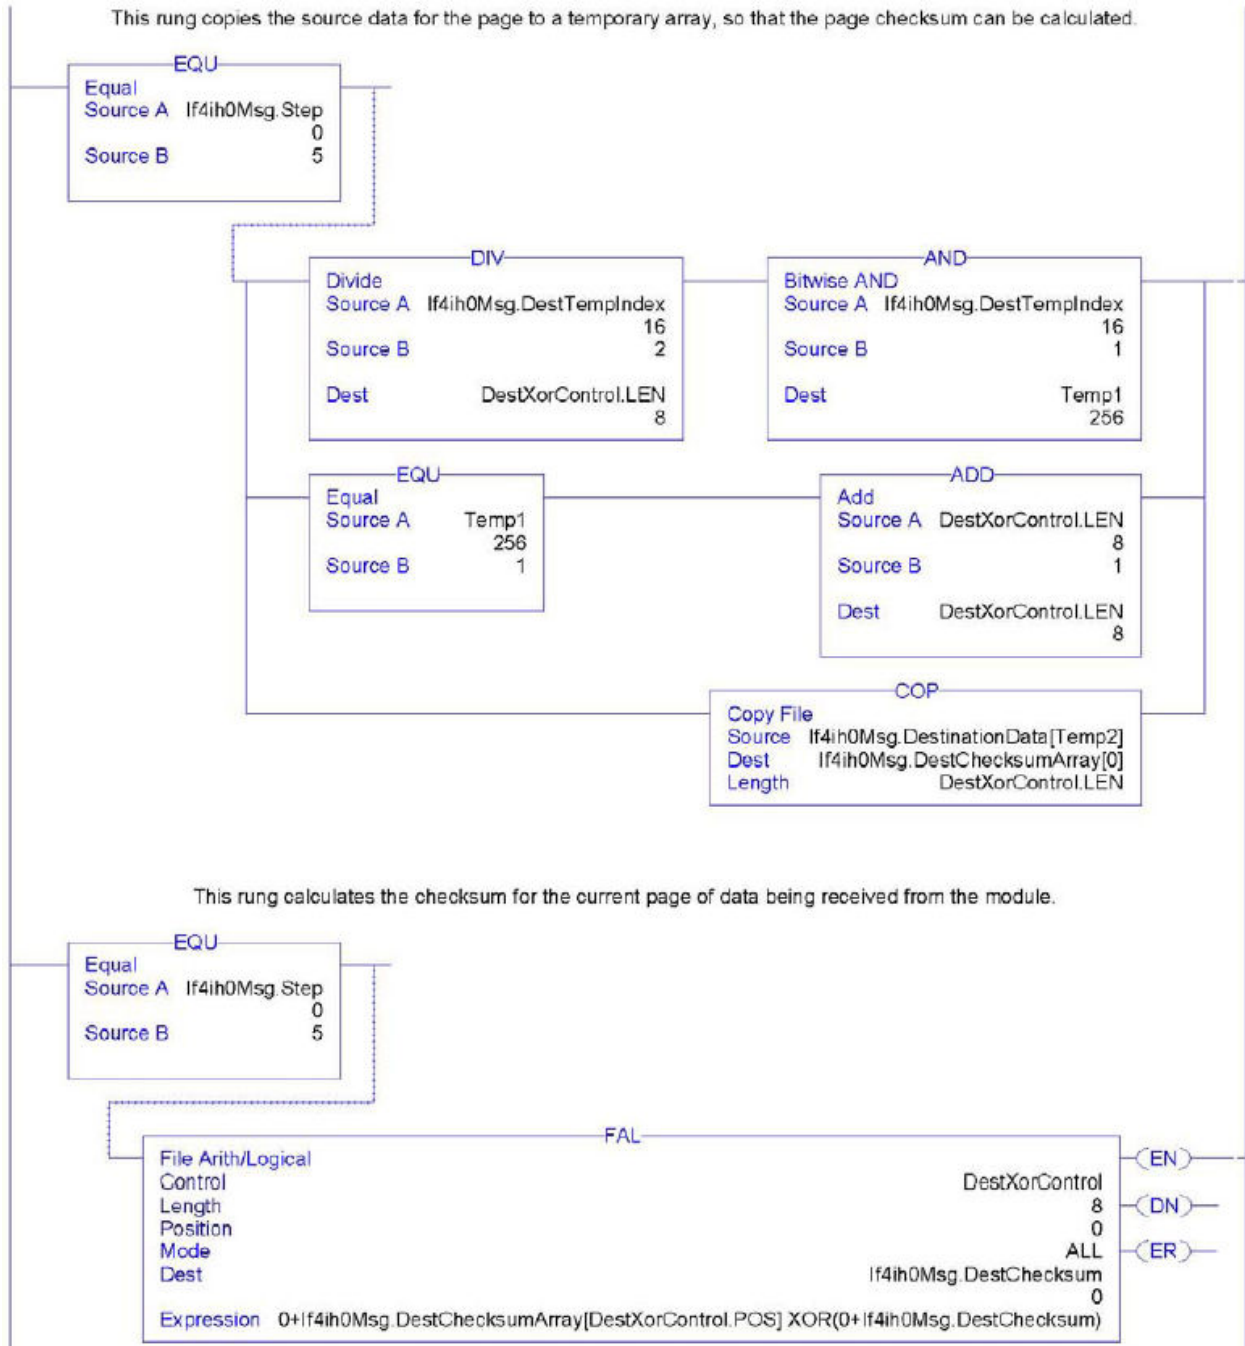 This rung copies the source data for the page to a temporary array, so that the page checksum can be calculated.
EQU
Equal
Source A If4ih0Msg.Step
0
Source B 5
DIV
Divide
Source A If4ih0Msg.DestTempIndex
16
Source B 2
Dest DestXorControl.LEN
8
AND
Bitwise AND
Source A If4ih0Msg.DestTempIndex
16
Source B 1
Dest Temp1
256
EQU
Equal
Source A Temp1
256
Source B 1
ADD
Add
Source A DestXorControl.LEN
8
Source B 1
Dest DestXorControl.LEN
8
COP
Copy File
Source If4ih0Msg.DestinationData[Temp2]
Dest If4ih0Msg.DestChecksumArray[0]
Length DestXorControl.LEN
This rung calculates the checksum for the current page of data being received from the module.
EQU
Equal
Source A If4ih0Msg.Step
0
Source B 5
FAL
File Arith/Logical
Control DestXorControl
Length 8
Position 0
Mode ALL
Dest If4ih0Msg.DestChecksum
0
Expression 0+If4ih0Msg.DestChecksumArray[DestXorControl.POS] XOR(0+If4ih0Msg.DestChecksum)
EN
DN
ER